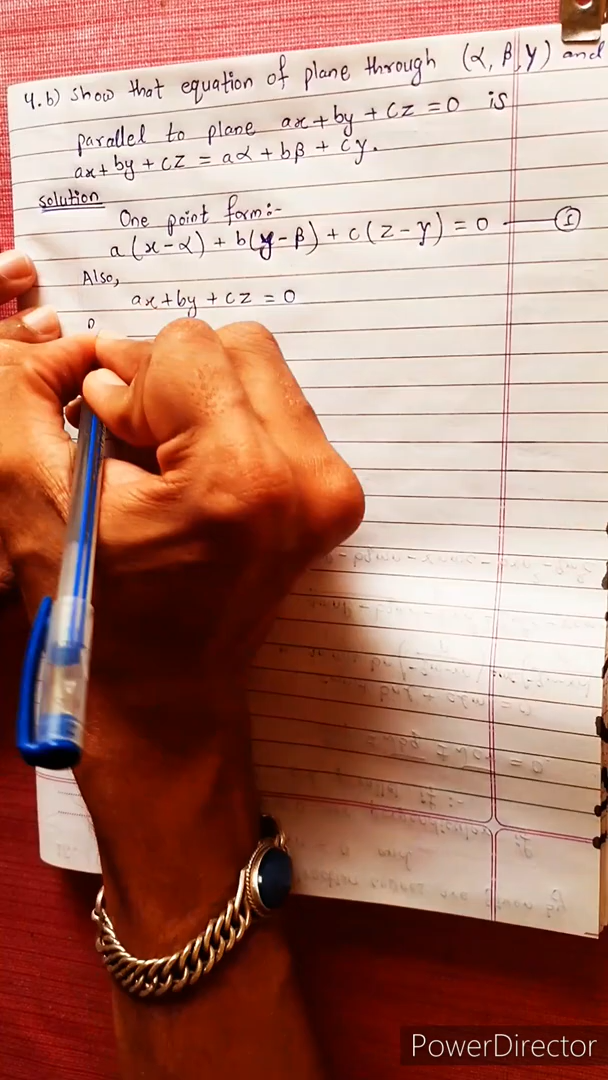 4.b) Show that equation of plane through (α, β, γ) and
parallel to plane ax + by + cz = 0 is
ax + by + cz = aα + bβ + cγ.
solution
One point form:-
a(x-α) + b(y-β) + c(z-γ) = 0 — I
Also,
ax + by + cz = 0
PowerDirector